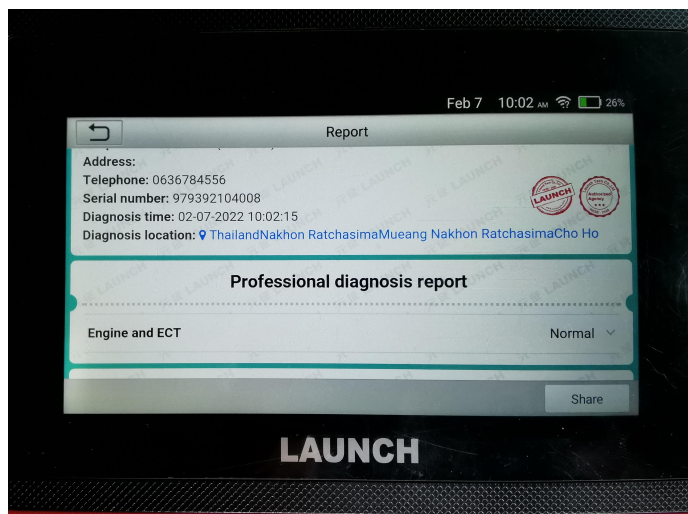 Feb 7 10:02 AM 26%
Report
Address:
Telephone: 0636784556
Serial number: 979392104008
Diagnosis time: 02-07-2022 10:02:15
Diagnosis location: ThailandNakhon RatchasimaMueang Nakhon RatchasimaCho Ho
LAUNCH
Authorized
Agency
Professional diagnosis report
Engine and ECT Normal
Share
LAUNCH